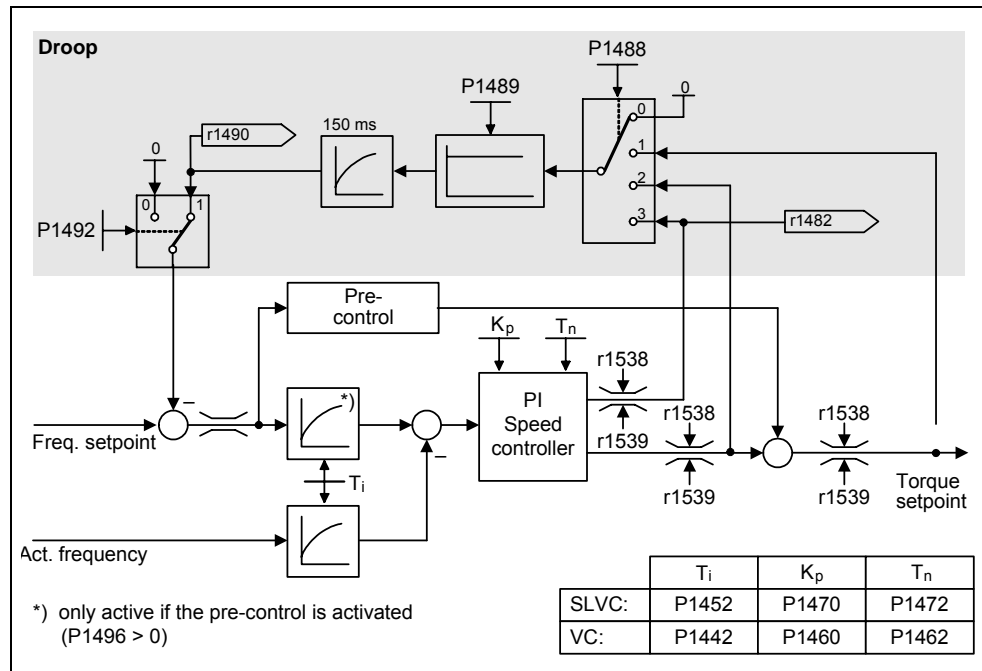 Droop
P1488
P1489
0
0
150 ms
r1490
1
0
2
0
1
3
r1482
P1492
Pre-
control
Kp
Tn
r1538
*)
PI
Speed
controller
–
r1538
r1538
Freq. setpoint
r1539
–
Ti
r1539
r1539
Torque
setpoint
Act. frequency
Ti
Kp
Tn
SLVC:
P1452
P1470
P1472
VC:
P1442
P1460
P1462
*) only active if the pre-control is activated
(P1496 > 0)